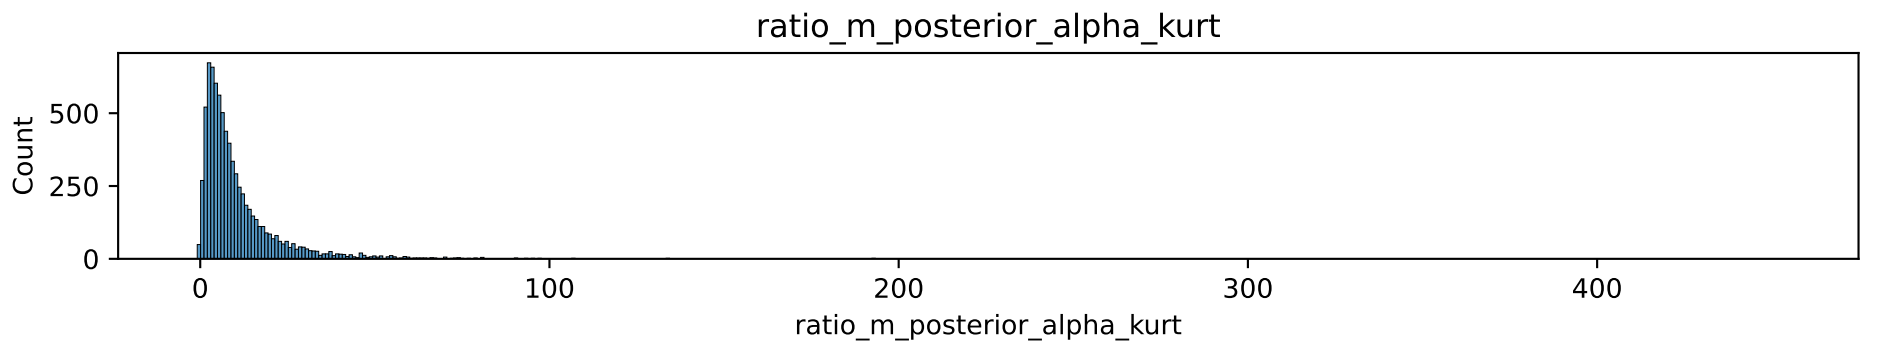 ratio_m_posterior_alpha_kurt
Count
500
250
0
0 100 200 300 400
ratio_m_posterior_alpha_kurt